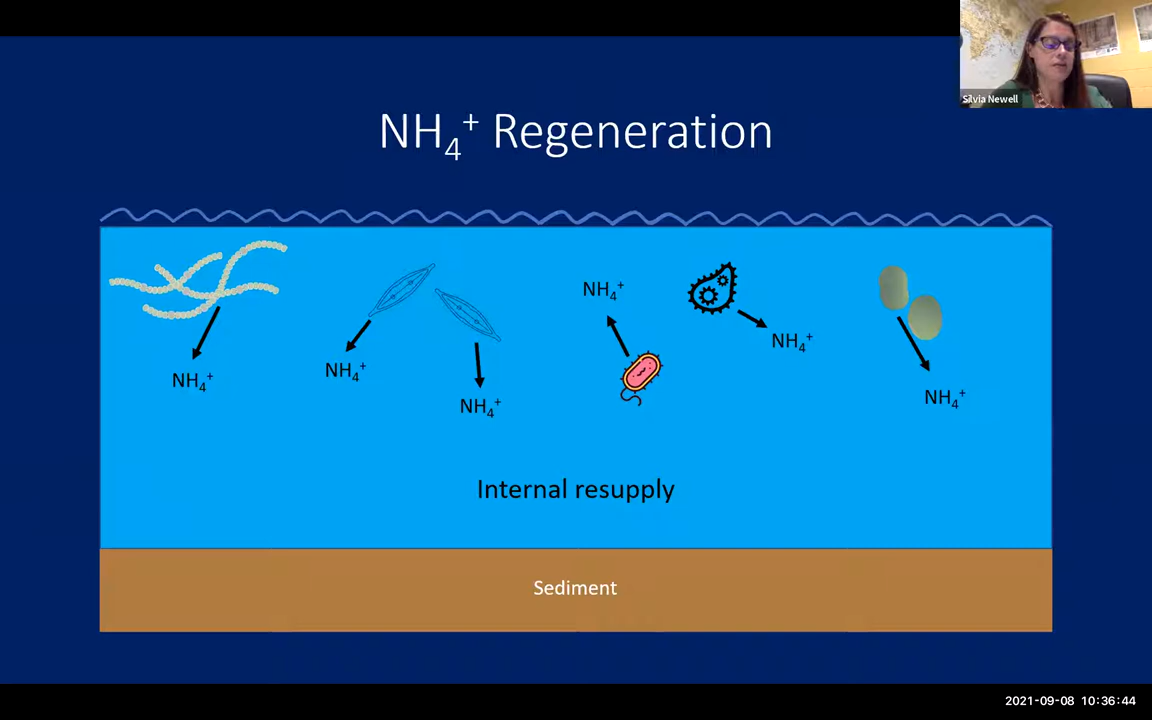 Silvia Newell
NH₄⁺ Regeneration
NH₄⁺
NH₄⁺
NH₄⁺
NH₄⁺
NH₄⁺
NH₄⁺
Internal resupply
Sediment
2021-09-08 10:36:44